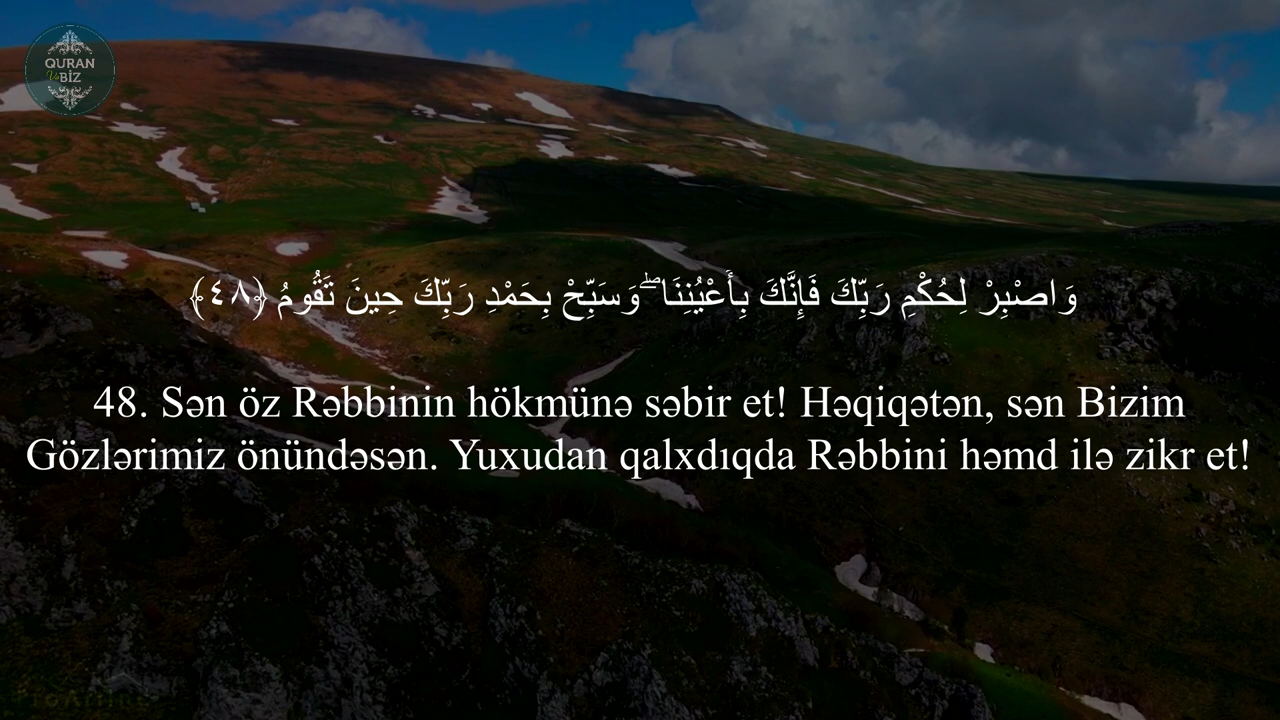 QURAN
Və
BİZ
وَاصْبِرْ لِحُكْمِ رَبِّكَ فَإِنَّكَ بِأَعْيُنِنَا ۖ وَسَبِّحْ بِحَمْدِ رَبِّكَ حِينَ تَقُومُ ﴿٤٨﴾
48. Sən öz Rəbbinin hökmünə səbir et! Həqiqətən, sən Bizim
Gözlərimiz önündəsən. Yuxudan qalxdıqda Rəbbini həmd ilə zikr et!